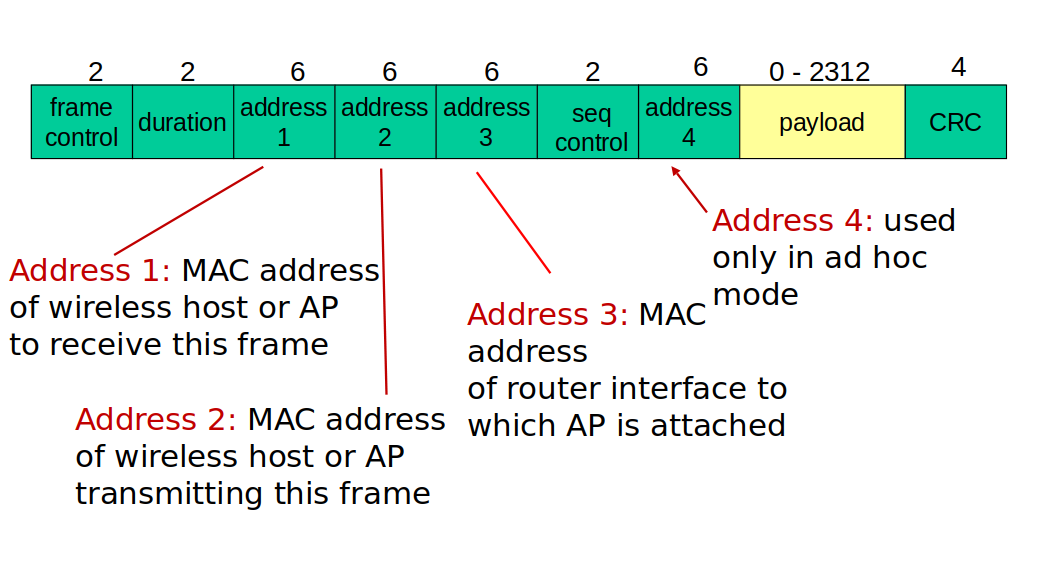 2 2 6 6 6 2 6 0 - 2312 4
frame control
duration
address 1
address 2
address 3
seq control
address 4
payload
CRC
Address 1: MAC address
of wireless host or AP
to receive this frame
Address 2: MAC address
of wireless host or AP
transmitting this frame
Address 3: MAC
address
of router interface to
which AP is attached
Address 4: used
only in ad hoc
mode